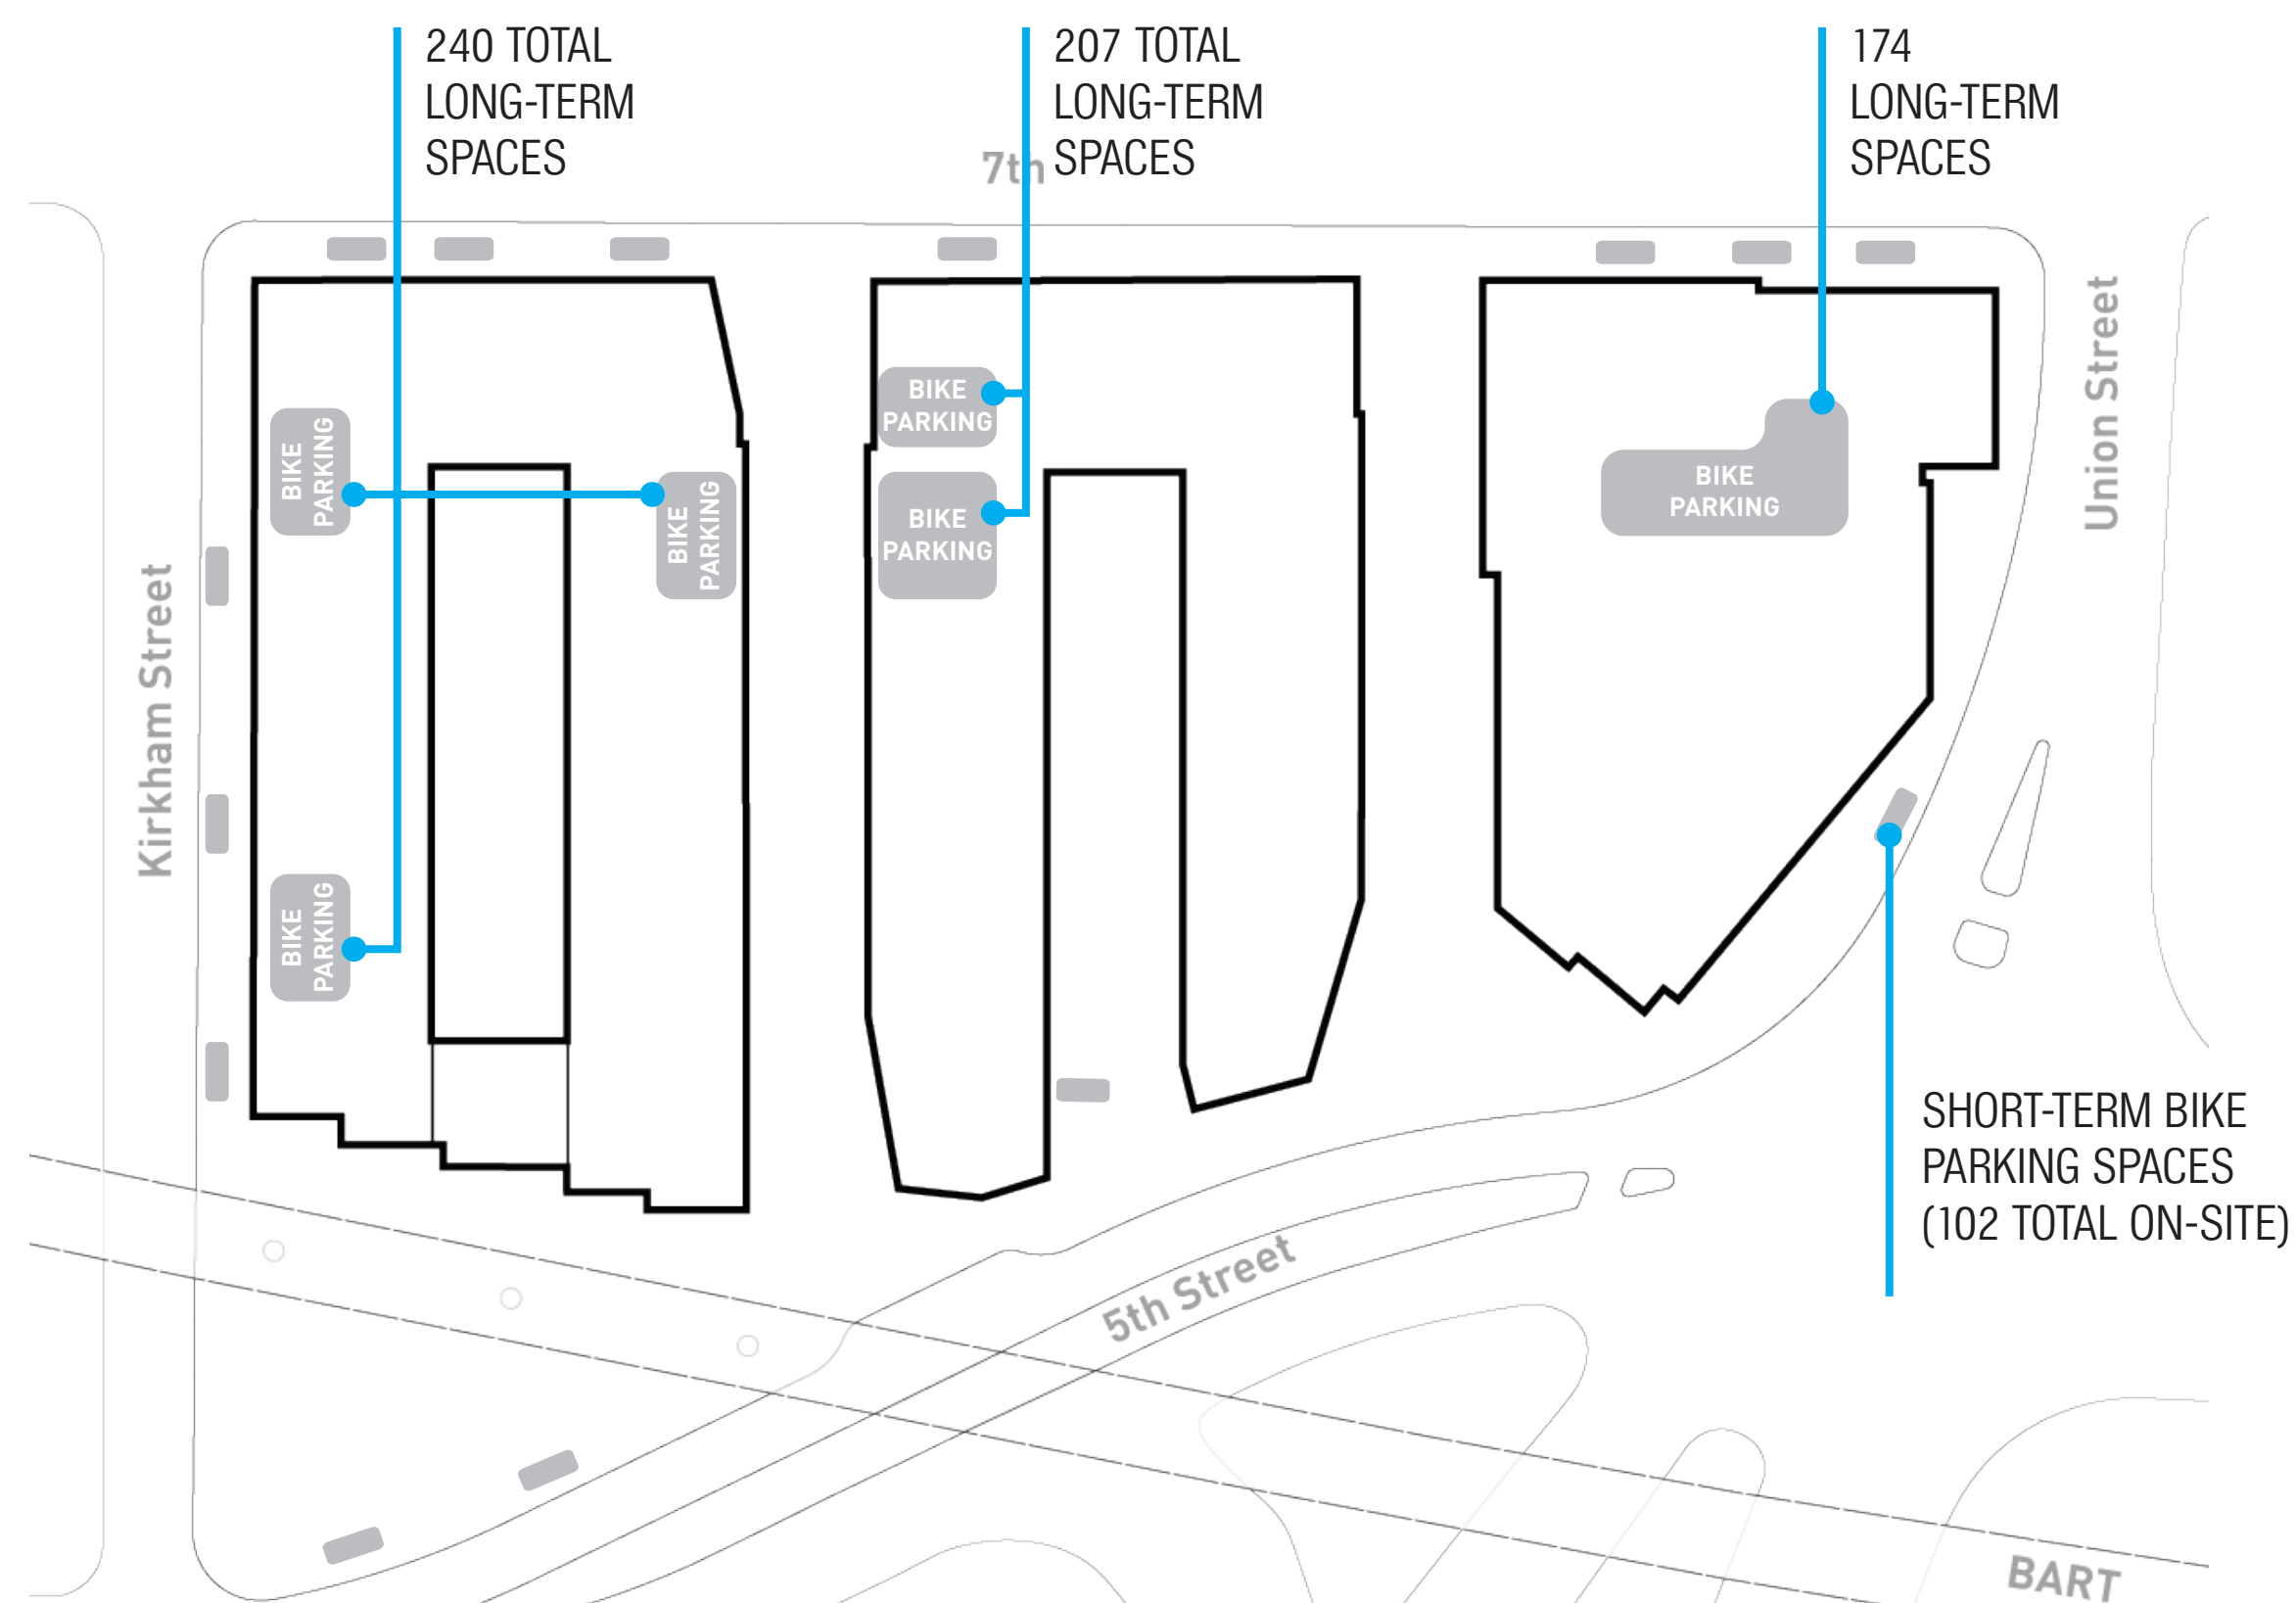 240 TOTAL
LONG-TERM
SPACES
207 TOTAL
LONG-TERM
SPACES
174
LONG-TERM
SPACES
7th
Union Street
Kirkham Street
BIKE
PARKING
BIKE
PARKING
BIKE
PARKING
BIKE
PARKING
BIKE
PARKING
BIKE
PARKING
SHORT-TERM BIKE
PARKING SPACES
(102 TOTAL ON-SITE)
5th Street
BART